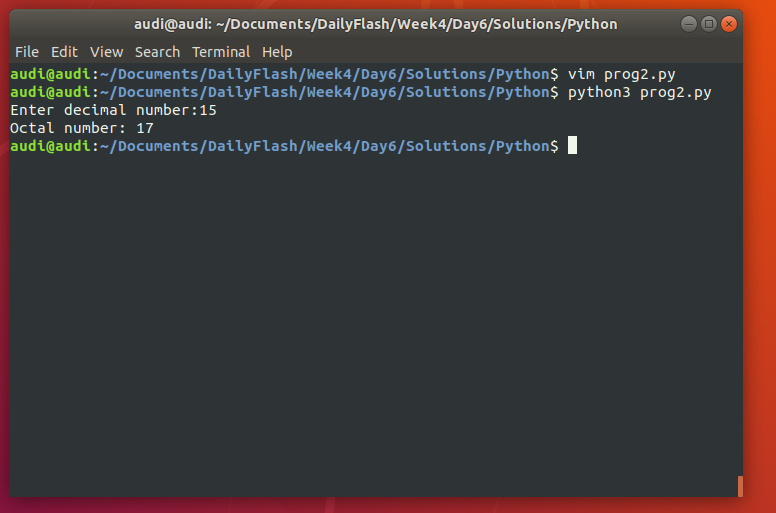 audi@audi: ~/Documents/DailyFlash/Week4/Day6/Solutions/Python
File Edit View Search Terminal Help
audi@audi:~/Documents/DailyFlash/Week4/Day6/Solutions/Python$ vim prog2.py
audi@audi:~/Documents/DailyFlash/Week4/Day6/Solutions/Python$ python3 prog2.py
Enter decimal number:15
Octal number: 17
audi@audi:~/Documents/DailyFlash/Week4/Day6/Solutions/Python$